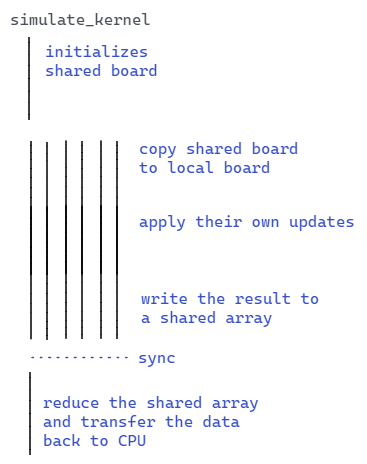 simulate_kernel
initializes
shared board
copy shared board
to local board
apply their own updates
write the result to
a shared array
sync
reduce the shared array
and transfer the data
back to CPU